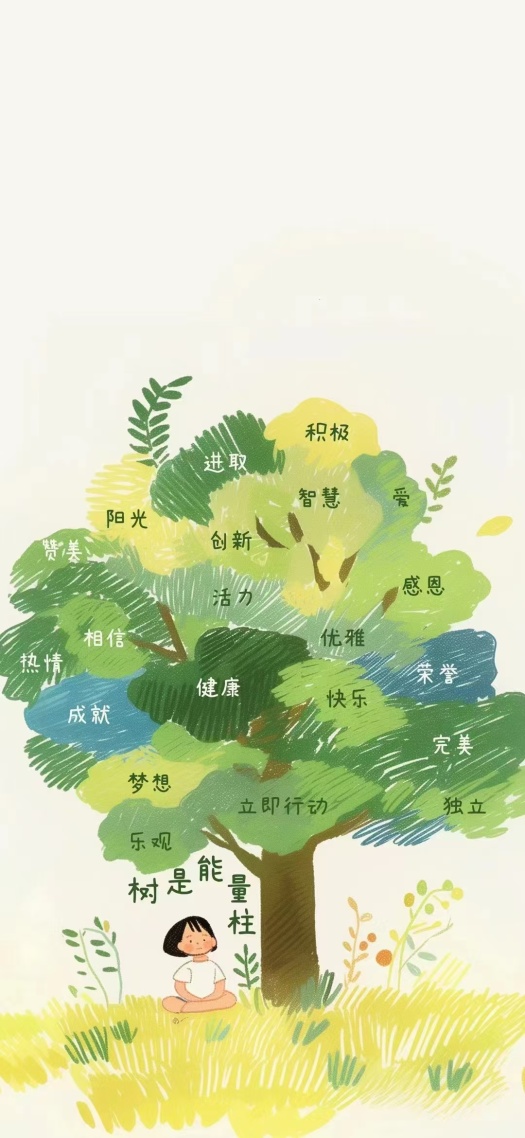 积极
进取
智慧
爱
阳光
创新
赞美
感恩
活力
相信
优雅
热情
荣誉
健康
快乐
成就
完美
梦想
立即行动
独立
乐观
树是能量柱